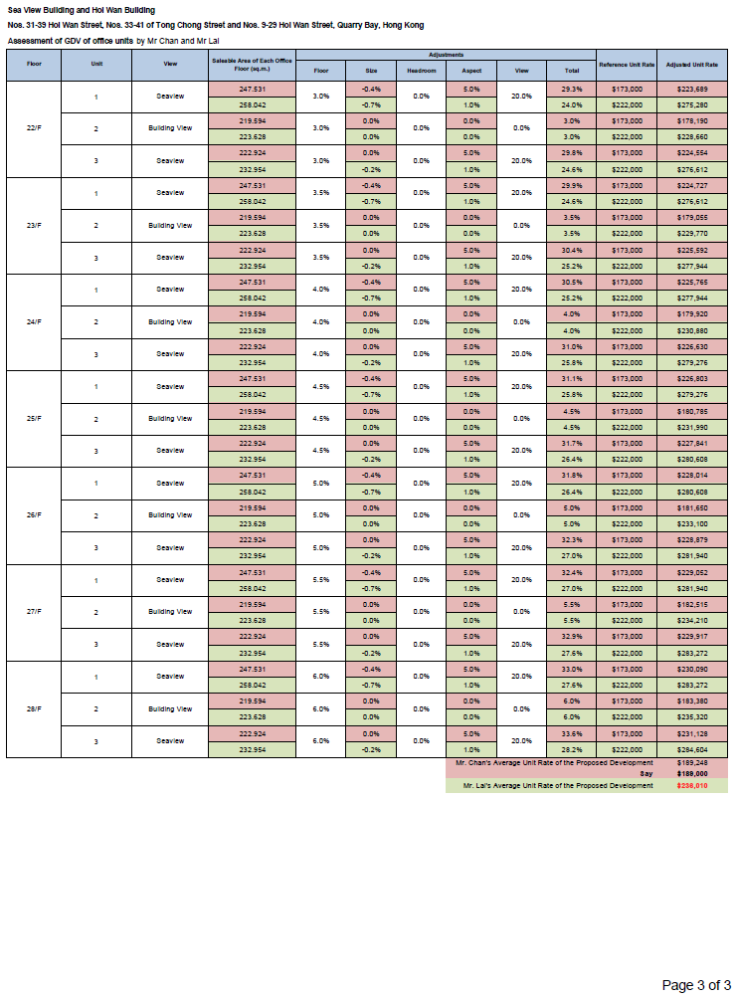 Sea View Building and Hoi Wan Building
Nos. 31-39 Hoi Wan Street, Nos. 33-41 of Tong Chong Street and Nos. 9-29 Hoi Wan Street, Quarry Bay, Hong Kong
Assessment of GDV of office units by Mr Chan and Mr Lai
Floor Unit View Saleable Area of Each Office Floor (sq.m.) Adjustments Reference Unit Rate Adjusted Unit Rate
Floor Size Headroom Aspect View Total
22/F 1 Seaview 247.531 3.0% -0.4% 0.0% 5.0% 20.0% 29.3% $173,000 $223,689
258.042 -0.7% 1.0% 24.0% $222,000 $275,280
2 Building View 219.594 3.0% 0.0% 0.0% 0.0% 0.0% 3.0% $173,000 $178,190
223.628 0.0% 0.0% 3.0% $222,000 $228,660
3 Seaview 222.924 3.0% 0.0% 0.0% 5.0% 20.0% 29.8% $173,000 $224,554
232.954 -0.2% 1.0% 24.6% $222,000 $276,612
23/F 1 Seaview 247.531 3.5% -0.4% 0.0% 5.0% 20.0% 29.9% $173,000 $224,727
258.042 -0.7% 1.0% 24.6% $222,000 $276,612
2 Building View 219.594 3.5% 0.0% 0.0% 0.0% 0.0% 3.5% $173,000 $179,055
223.628 0.0% 0.0% 3.5% $222,000 $229,770
3 Seaview 222.924 3.5% 0.0% 0.0% 5.0% 20.0% 30.4% $173,000 $225,592
232.954 -0.2% 1.0% 25.2% $222,000 $277,944
24/F 1 Seaview 247.531 4.0% -0.4% 0.0% 5.0% 20.0% 30.5% $173,000 $225,765
258.042 -0.7% 1.0% 25.2% $222,000 $277,944
2 Building View 219.594 4.0% 0.0% 0.0% 0.0% 0.0% 4.0% $173,000 $179,920
223.628 0.0% 0.0% 4.0% $222,000 $230,880
3 Seaview 222.924 4.0% 0.0% 0.0% 5.0% 20.0% 31.0% $173,000 $226,630
232.954 -0.2% 1.0% 25.8% $222,000 $279,276
25/F 1 Seaview 247.531 4.5% -0.4% 0.0% 5.0% 20.0% 31.1% $173,000 $226,803
258.042 -0.7% 1.0% 25.8% $222,000 $279,276
2 Building View 219.594 4.5% 0.0% 0.0% 0.0% 0.0% 4.5% $173,000 $180,785
223.628 0.0% 0.0% 4.5% $222,000 $231,990
3 Seaview 222.924 4.5% 0.0% 0.0% 5.0% 20.0% 31.7% $173,000 $227,841
232.954 -0.2% 1.0% 26.4% $222,000 $280,608
26/F 1 Seaview 247.531 5.0% -0.4% 0.0% 5.0% 20.0% 31.8% $173,000 $228,014
258.042 -0.7% 1.0% 26.4% $222,000 $280,608
2 Building View 219.594 5.0% 0.0% 0.0% 0.0% 0.0% 5.0% $173,000 $181,650
223.628 0.0% 0.0% 5.0% $222,000 $233,100
3 Seaview 222.924 5.0% 0.0% 0.0% 5.0% 20.0% 32.3% $173,000 $228,879
232.954 -0.2% 1.0% 27.0% $222,000 $281,940
27/F 1 Seaview 247.531 5.5% -0.4% 0.0% 5.0% 20.0% 32.4% $173,000 $229,052
258.042 -0.7% 1.0% 27.0% $222,000 $281,940
2 Building View 219.594 5.5% 0.0% 0.0% 0.0% 0.0% 5.5% $173,000 $182,515
223.628 0.0% 0.0% 5.5% $222,000 $234,210
3 Seaview 222.924 5.5% 0.0% 0.0% 5.0% 20.0% 32.9% $173,000 $229,917
232.954 -0.2% 1.0% 27.6% $222,000 $283,272
28/F 1 Seaview 247.531 6.0% -0.4% 0.0% 5.0% 20.0% 33.0% $173,000 $230,090
258.042 -0.7% 1.0% 27.6% $222,000 $283,272
2 Building View 219.594 6.0% 0.0% 0.0% 0.0% 0.0% 6.0% $173,000 $183,380
223.628 0.0% 0.0% 6.0% $222,000 $235,320
3 Seaview 222.924 6.0% 0.0% 0.0% 5.0% 20.0% 33.6% $173,000 $231,128
232.954 -0.2% 1.0% 28.2% $222,000 $284,604
Mr. Chan's Average Unit Rate of the Proposed Development $189,248
Say $189,000
Mr. Lai's Average Unit Rate of the Proposed Development
Page 3 of 3